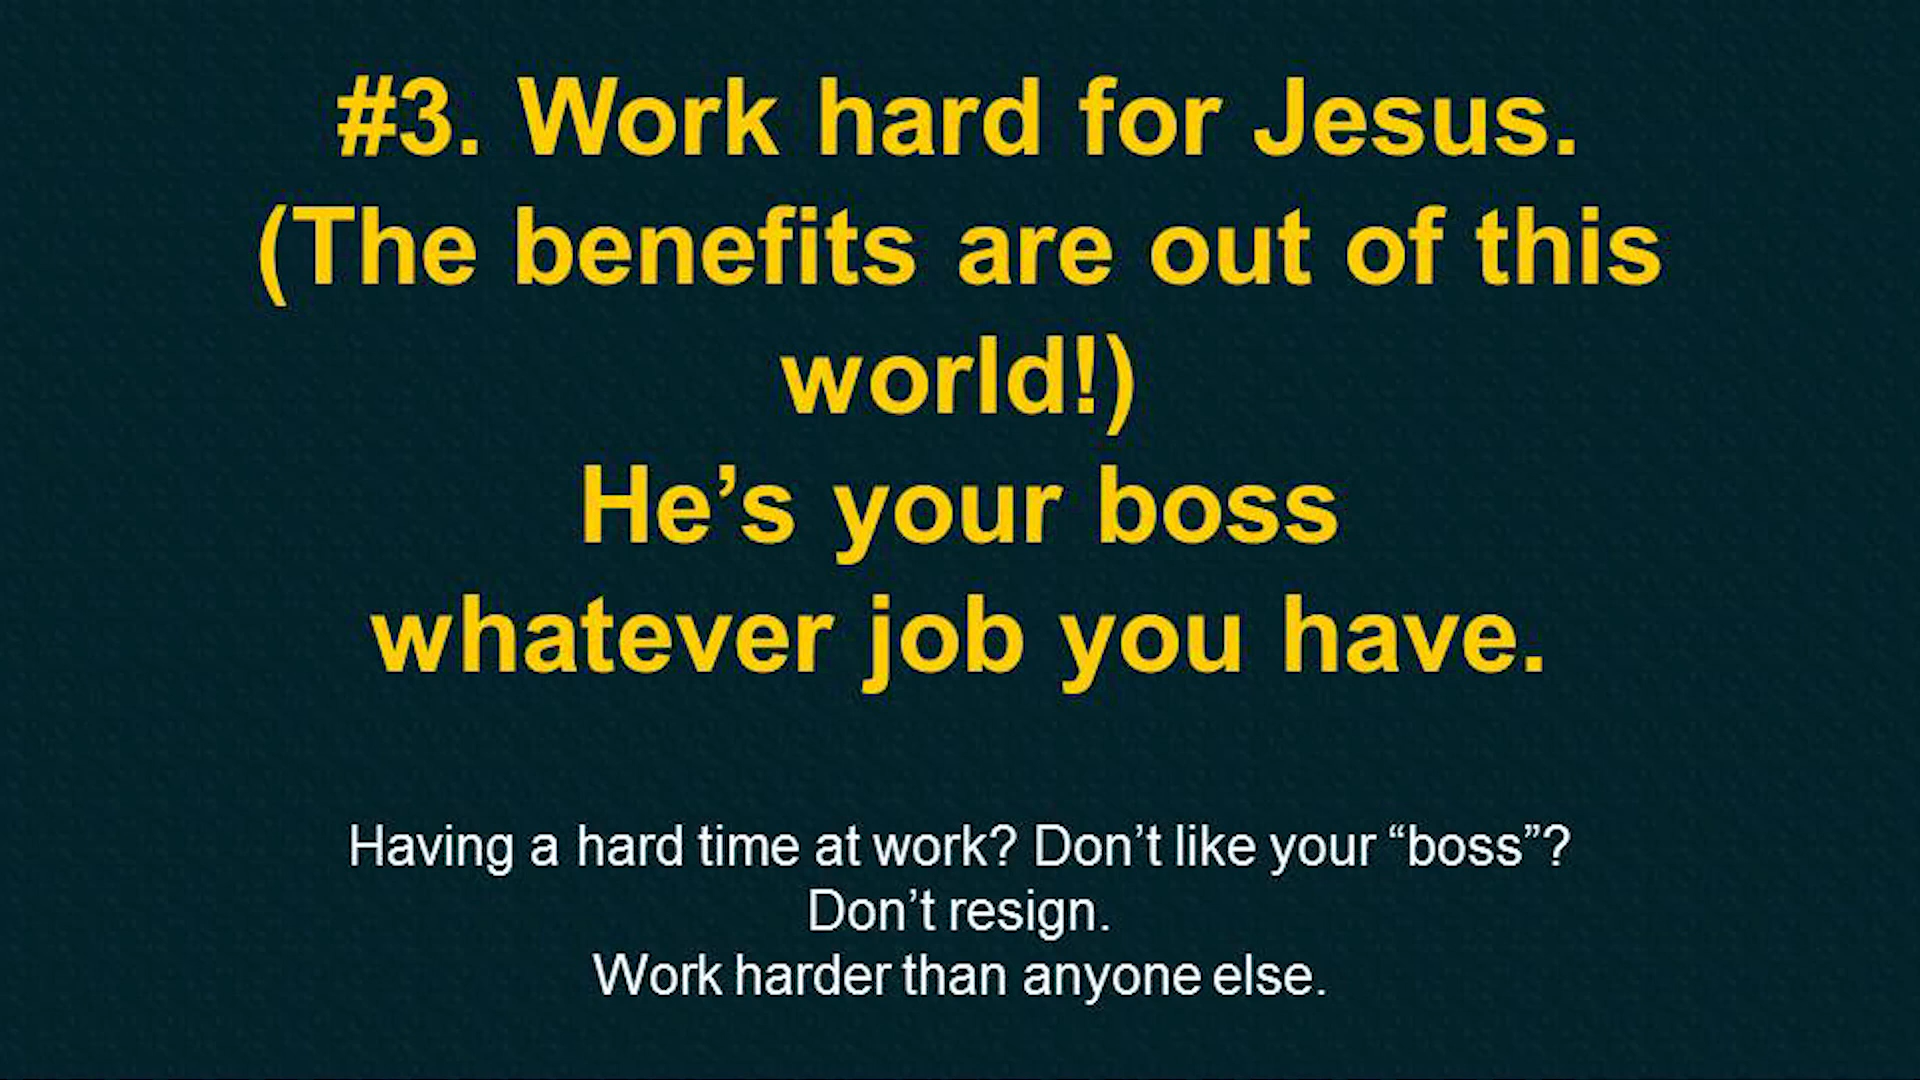 #3. Work hard for Jesus.
(The benefits are out of this
world!)
He’s your boss
whatever job you have.
Having a hard time at work? Don’t like your “boss”?
Don’t resign.
Work harder than anyone else.